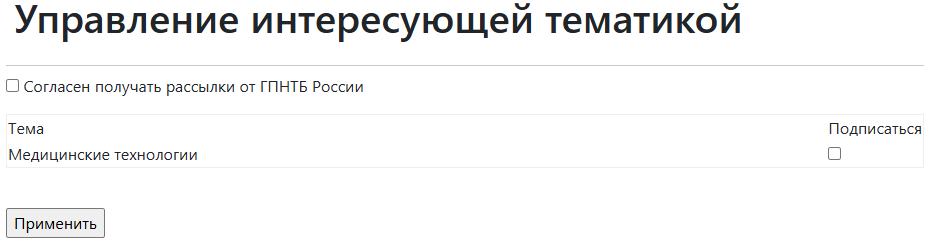 Управление интересующей тематикой
Согласен получать рассылки от ГПНТБ России
Тема Подписаться
Медицинские технологии
Применить